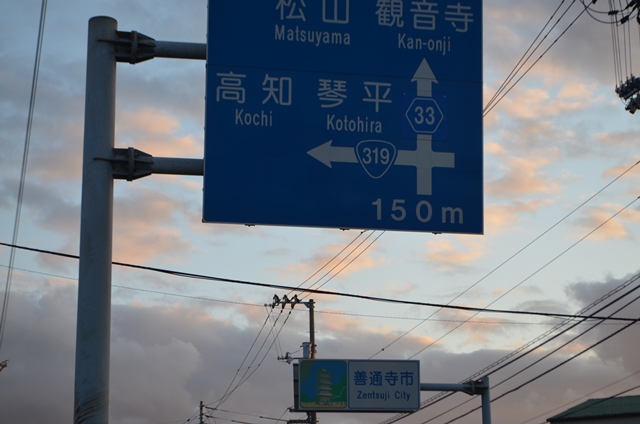 松山 観音寺
Matsuyama Kan-onji
高知 琴平
Kochi Kotohira
33
319
150m
善通寺市
Zentsuji City